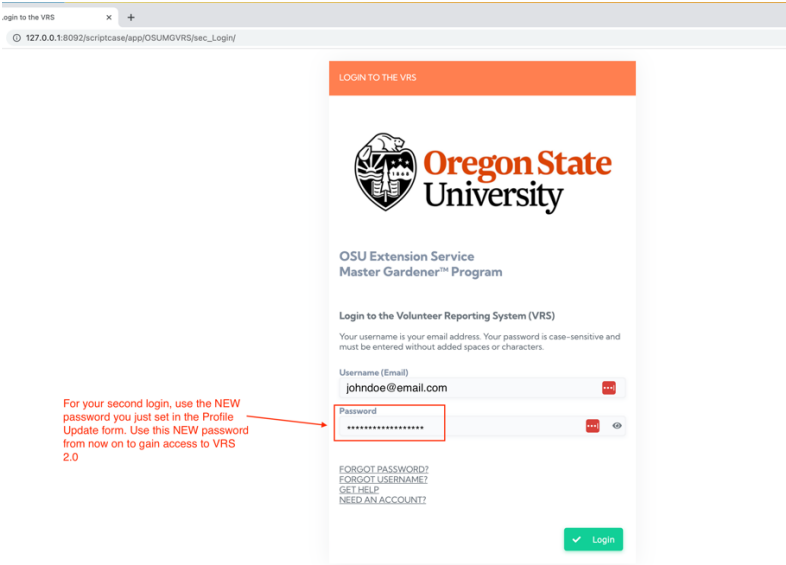 .ogin to the VRS
127.0.0.1:8092/scriptcase/app/OSUMGVRS/sec_Login/
LOGIN TO THE VRS
1868
Oregon State
University
OSU Extension Service
Master Gardener™ Program
Login to the Volunteer Reporting System (VRS)
Your username is your email address. Your password is case-sensitive and
must be entered without added spaces or characters.
Username (Email)
johndoe@email.com
For your second login, use the NEW
password you just set in the Profile
Update form. Use this NEW password
from now on to gain access to VRS
2.0
Password
******************
FORGOT PASSWORD?
FORGOT USERNAME?
GET HELP
NEED AN ACCOUNT?
Login